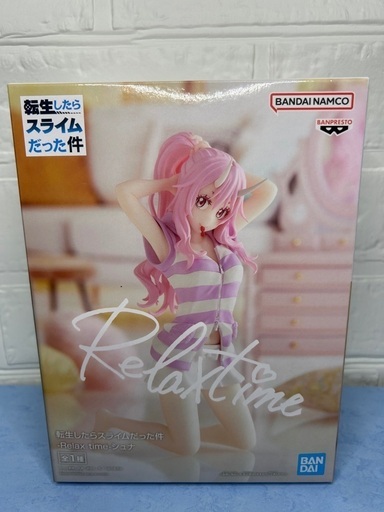 転生したら
スライム
だった件
BANDAI NAMCO
BANPRESTO
Relax time
転生したらスライムだった件
-Relax time-シュナ
全1種
BAN
DAI